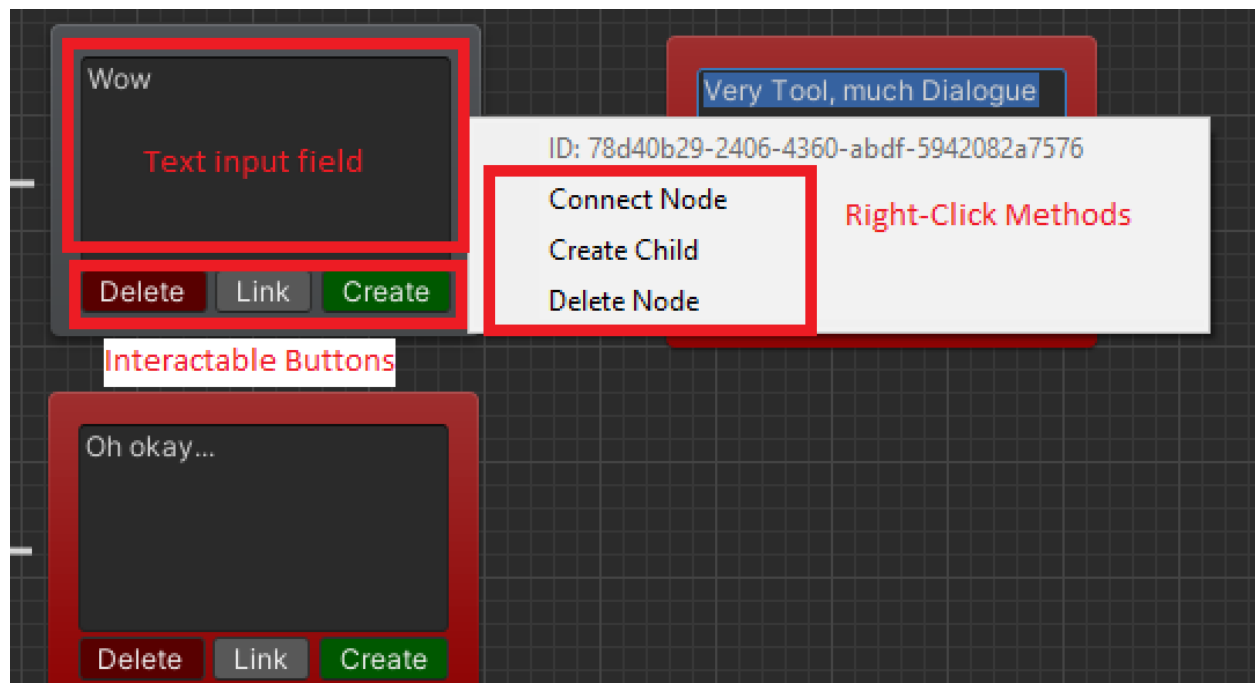 Wow
Text input field
Delete Link Create
Interactable Buttons
Very Tool, much Dialogue
ID: 78d40b29-2406-4360-abdf-5942082a7576
Connect Node
Create Child
Delete Node
Right-Click Methods
Oh okay...
Delete Link Create